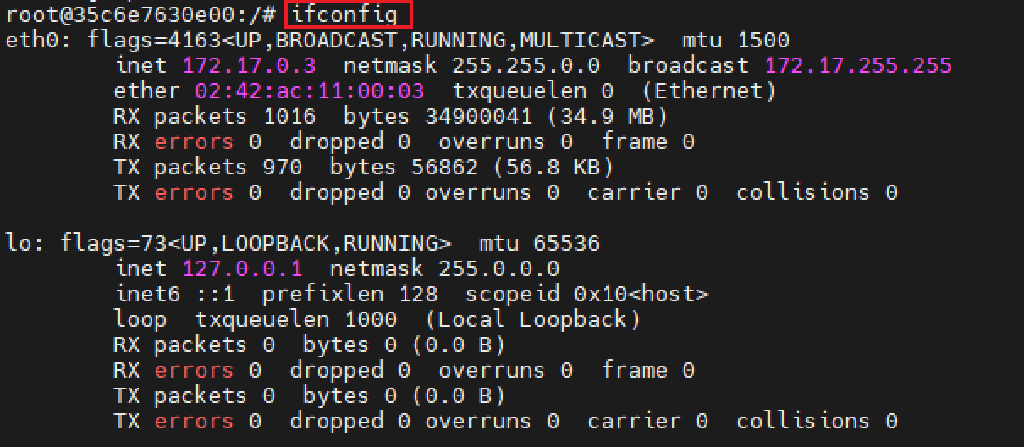 root@35c6e7630e00:/# ifconfig
eth0: flags=4163<UP,BROADCAST,RUNNING,MULTICAST>  mtu 1500
        inet 172.17.0.3  netmask 255.255.0.0  broadcast 172.17.255.255
        ether 02:42:ac:11:00:03  txqueuelen 0  (Ethernet)
        RX packets 1016  bytes 34900041 (34.9 MB)
        RX errors 0  dropped 0  overruns 0  frame 0
        TX packets 970  bytes 56862 (56.8 KB)
        TX errors 0  dropped 0 overruns 0  carrier 0  collisions 0

lo: flags=73<UP,LOOPBACK,RUNNING>  mtu 65536
        inet 127.0.0.1  netmask 255.0.0.0
        inet6 ::1  prefixlen 128  scopeid 0x10<host>
        loop  txqueuelen 1000  (Local Loopback)
        RX packets 0  bytes 0 (0.0 B)
        RX errors 0  dropped 0  overruns 0  frame 0
        TX packets 0  bytes 0 (0.0 B)
        TX errors 0  dropped 0 overruns 0  carrier 0  collisions 0